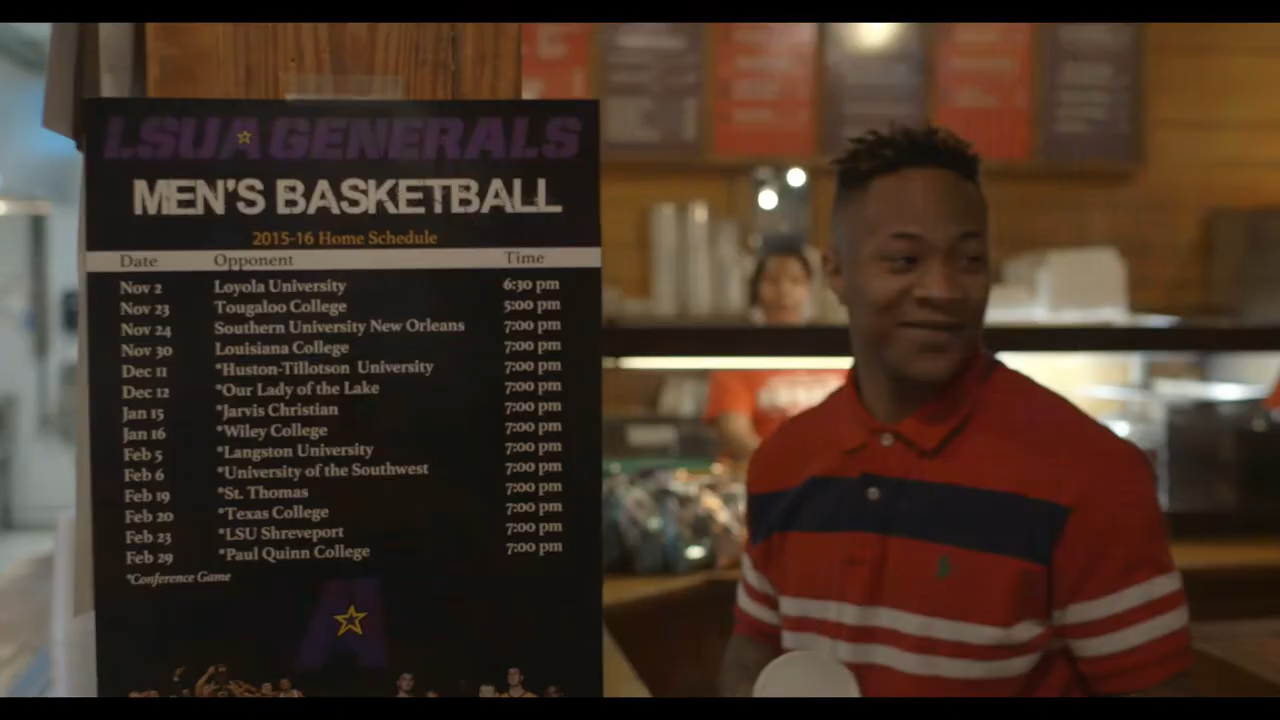 LSUA GENERALS
MEN'S BASKETBALL
2015-16 Home Schedule
Date Opponent Time
Nov 2 Loyola University 6:30 pm
Nov 23 Tougaloo College 5:00 pm
Nov 24 Southern University New Orleans 7:00 pm
Nov 30 Louisiana College 7:00 pm
Dec 11 *Huston-Tillotson University 7:00 pm
Dec 12 *Our Lady of the Lake 7:00 pm
Jan 15 *Jarvis Christian 7:00 pm
Jan 16 *Wiley College 7:00 pm
Feb 5 *Langston University 7:00 pm
Feb 6 *University of the Southwest 7:00 pm
Feb 19 *St. Thomas 7:00 pm
Feb 20 *Texas College 7:00 pm
Feb 23 *LSU Shreveport 7:00 pm
Feb 29 *Paul Quinn College 7:00 pm
*Conference Game
A